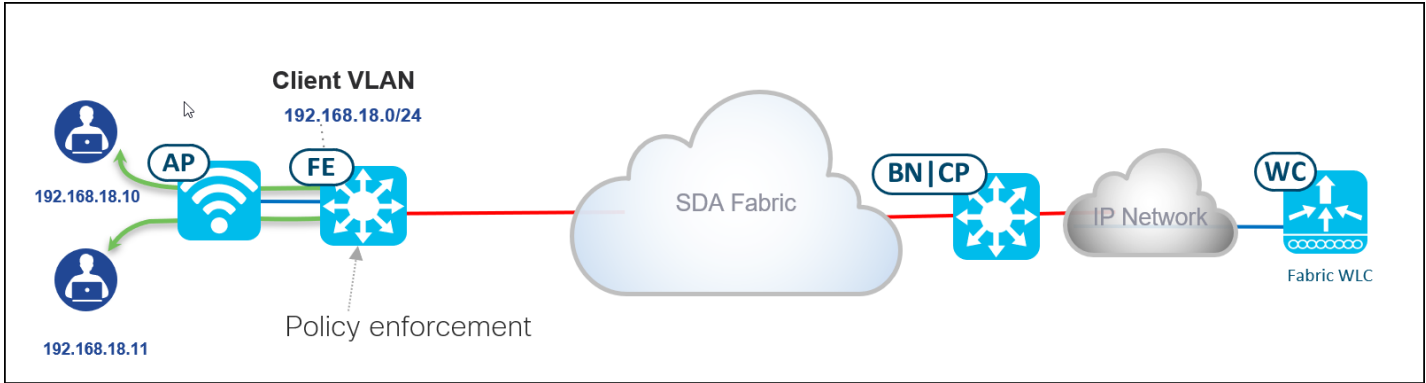 Client VLAN
192.168.18.0/24
AP
FE
192.168.18.10
SDA Fabric
BN|CP
IP Network
WC
Fabric WLC
Policy enforcement
192.168.18.11